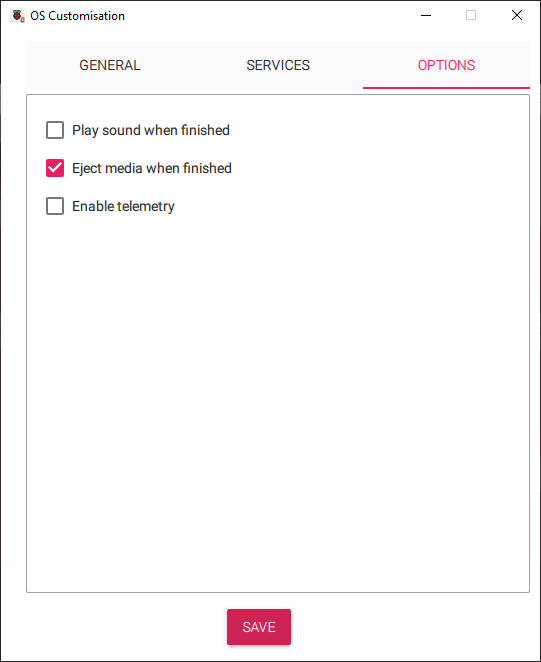 OS Customisation
GENERAL SERVICES OPTIONS
Play sound when finished
Eject media when finished
Enable telemetry
SAVE